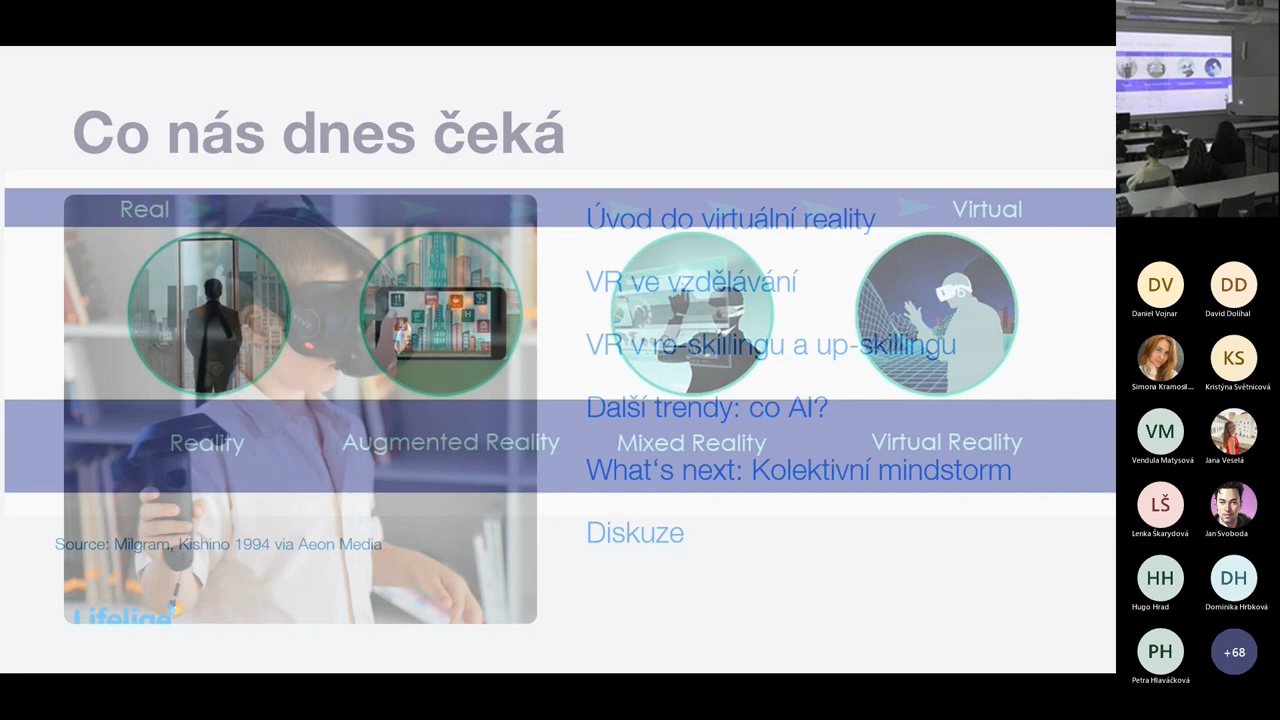 Co nás dnes čeká
Real
Virtual
Úvod do virtuální reality
VR ve vzdělávání
VR v re-skillingu a up-skillingu
Další trendy: co AI?
Reality
Augmented Reality
Mixed Reality
Virtual Reality
What‘s next: Kolektivní mindstorm
Diskuze
Source: Milgram, Kishino 1994 via Aeon Media
Lifeliqe
DV
Daniel Vojnar
DD
David Dolíhal
Simona Kramosil...
KS
Kristýna Světnicová
VM
Vendula Matysová
Jana Veselá
LŠ
Lenka Škarydová
Jan Svoboda
HH
Hugo Hrad
DH
Dominika Hrbková
PH
Petra Hlaváčková
+68